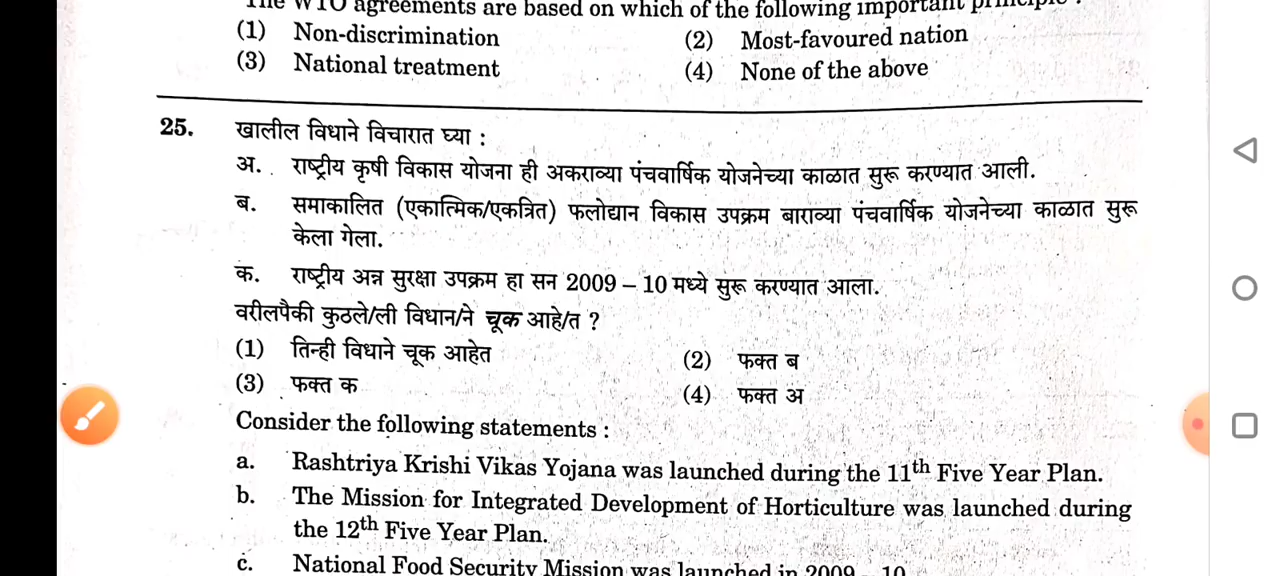 The WTO agreements are based on which of the following important principle ?
(1) Non-discrimination (2) Most-favoured nation
(3) National treatment (4) None of the above
25. खालील विधाने विचारात घ्या :
अ. राष्ट्रीय कृषी विकास योजना ही अकराव्या पंचवार्षिक योजनेच्या काळात सुरू करण्यात आली.
ब. समाकालित (एकात्मिक/एकत्रित) फलोद्यान विकास उपक्रम बाराव्या पंचवार्षिक योजनेच्या काळात सुरू
केला गेला.
क. राष्ट्रीय अन्न सुरक्षा उपक्रम हा सन 2009 – 10 मध्ये सुरू करण्यात आला.
वरीलपैकी कुठले/ली विधान/ने चूक आहे/त ?
(1) तिन्ही विधाने चूक आहेत (2) फक्त ब
(3) फक्त क (4) फक्त अ
Consider the following statements :
a. Rashtriya Krishi Vikas Yojana was launched during the 11th Five Year Plan.
b. The Mission for Integrated Development of Horticulture was launched during
the 12th Five Year Plan.
c. National Food Security Mission was launched in 2009 – 10